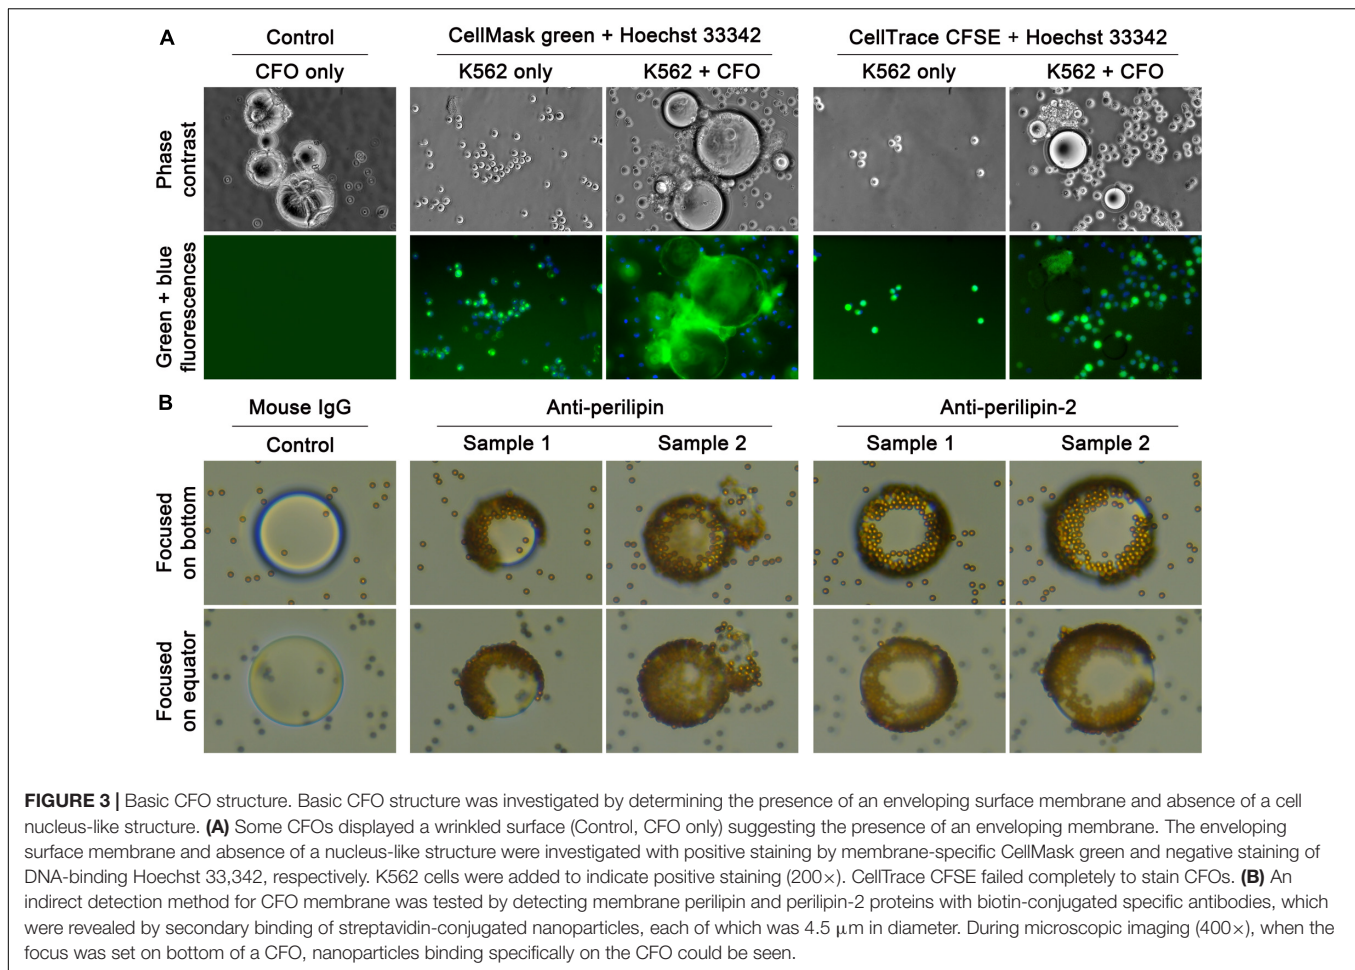 A
Control
CellMask green + Hoechst 33342
CellTrace CFSE + Hoechst 33342
CFO only
K562 only
K562 + CFO
K562 only
K562 + CFO
Phase contrast
Green + blue fluorescences
B
Mouse IgG
Anti-perilipin
Anti-perilipin-2
Control
Sample 1
Sample 2
Sample 1
Sample 2
Focused on bottom
Focused on equator
FIGURE 3 | Basic CFO structure. Basic CFO structure was investigated by determining the presence of an enveloping surface membrane and absence of a cell
nucleus-like structure. (A) Some CFOs displayed a wrinkled surface (Control, CFO only) suggesting the presence of an enveloping membrane. The enveloping
surface membrane and absence of a nucleus-like structure were investigated with positive staining by membrane-specific CellMask green and negative staining of
DNA-binding Hoechst 33,342, respectively. K562 cells were added to indicate positive staining (200×). CellTrace CFSE failed completely to stain CFOs. (B) An
indirect detection method for CFO membrane was tested by detecting membrane perilipin and perilipin-2 proteins with biotin-conjugated specific antibodies, which
were revealed by secondary binding of streptavidin-conjugated nanoparticles, each of which was 4.5 μm in diameter. During microscopic imaging (400×), when the
focus was set on bottom of a CFO, nanoparticles binding specifically on the CFO could be seen.